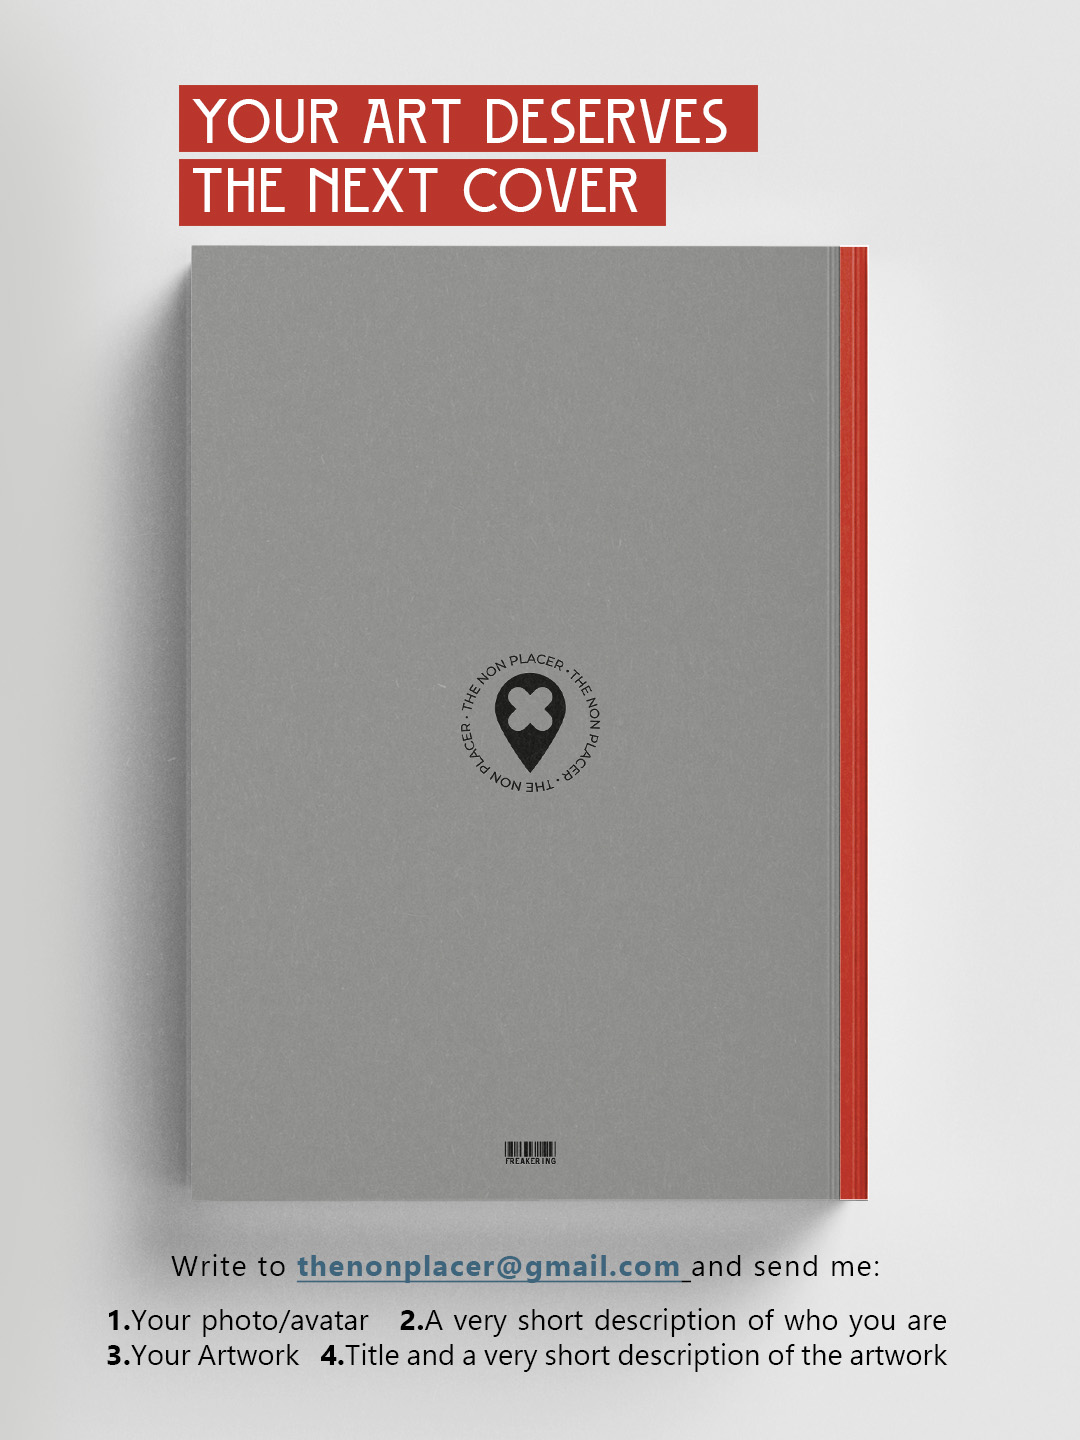 YOUR ART DESERVES
THE NEXT COVER
THE NON PLACER · THE NON PLACER · THE NON PLACER ·
FREAKERING
Write to thenonplacer@gmail.com and send me:
1.Your photo/avatar 2.A very short description of who you are
3.Your Artwork 4.Title and a very short description of the artwork